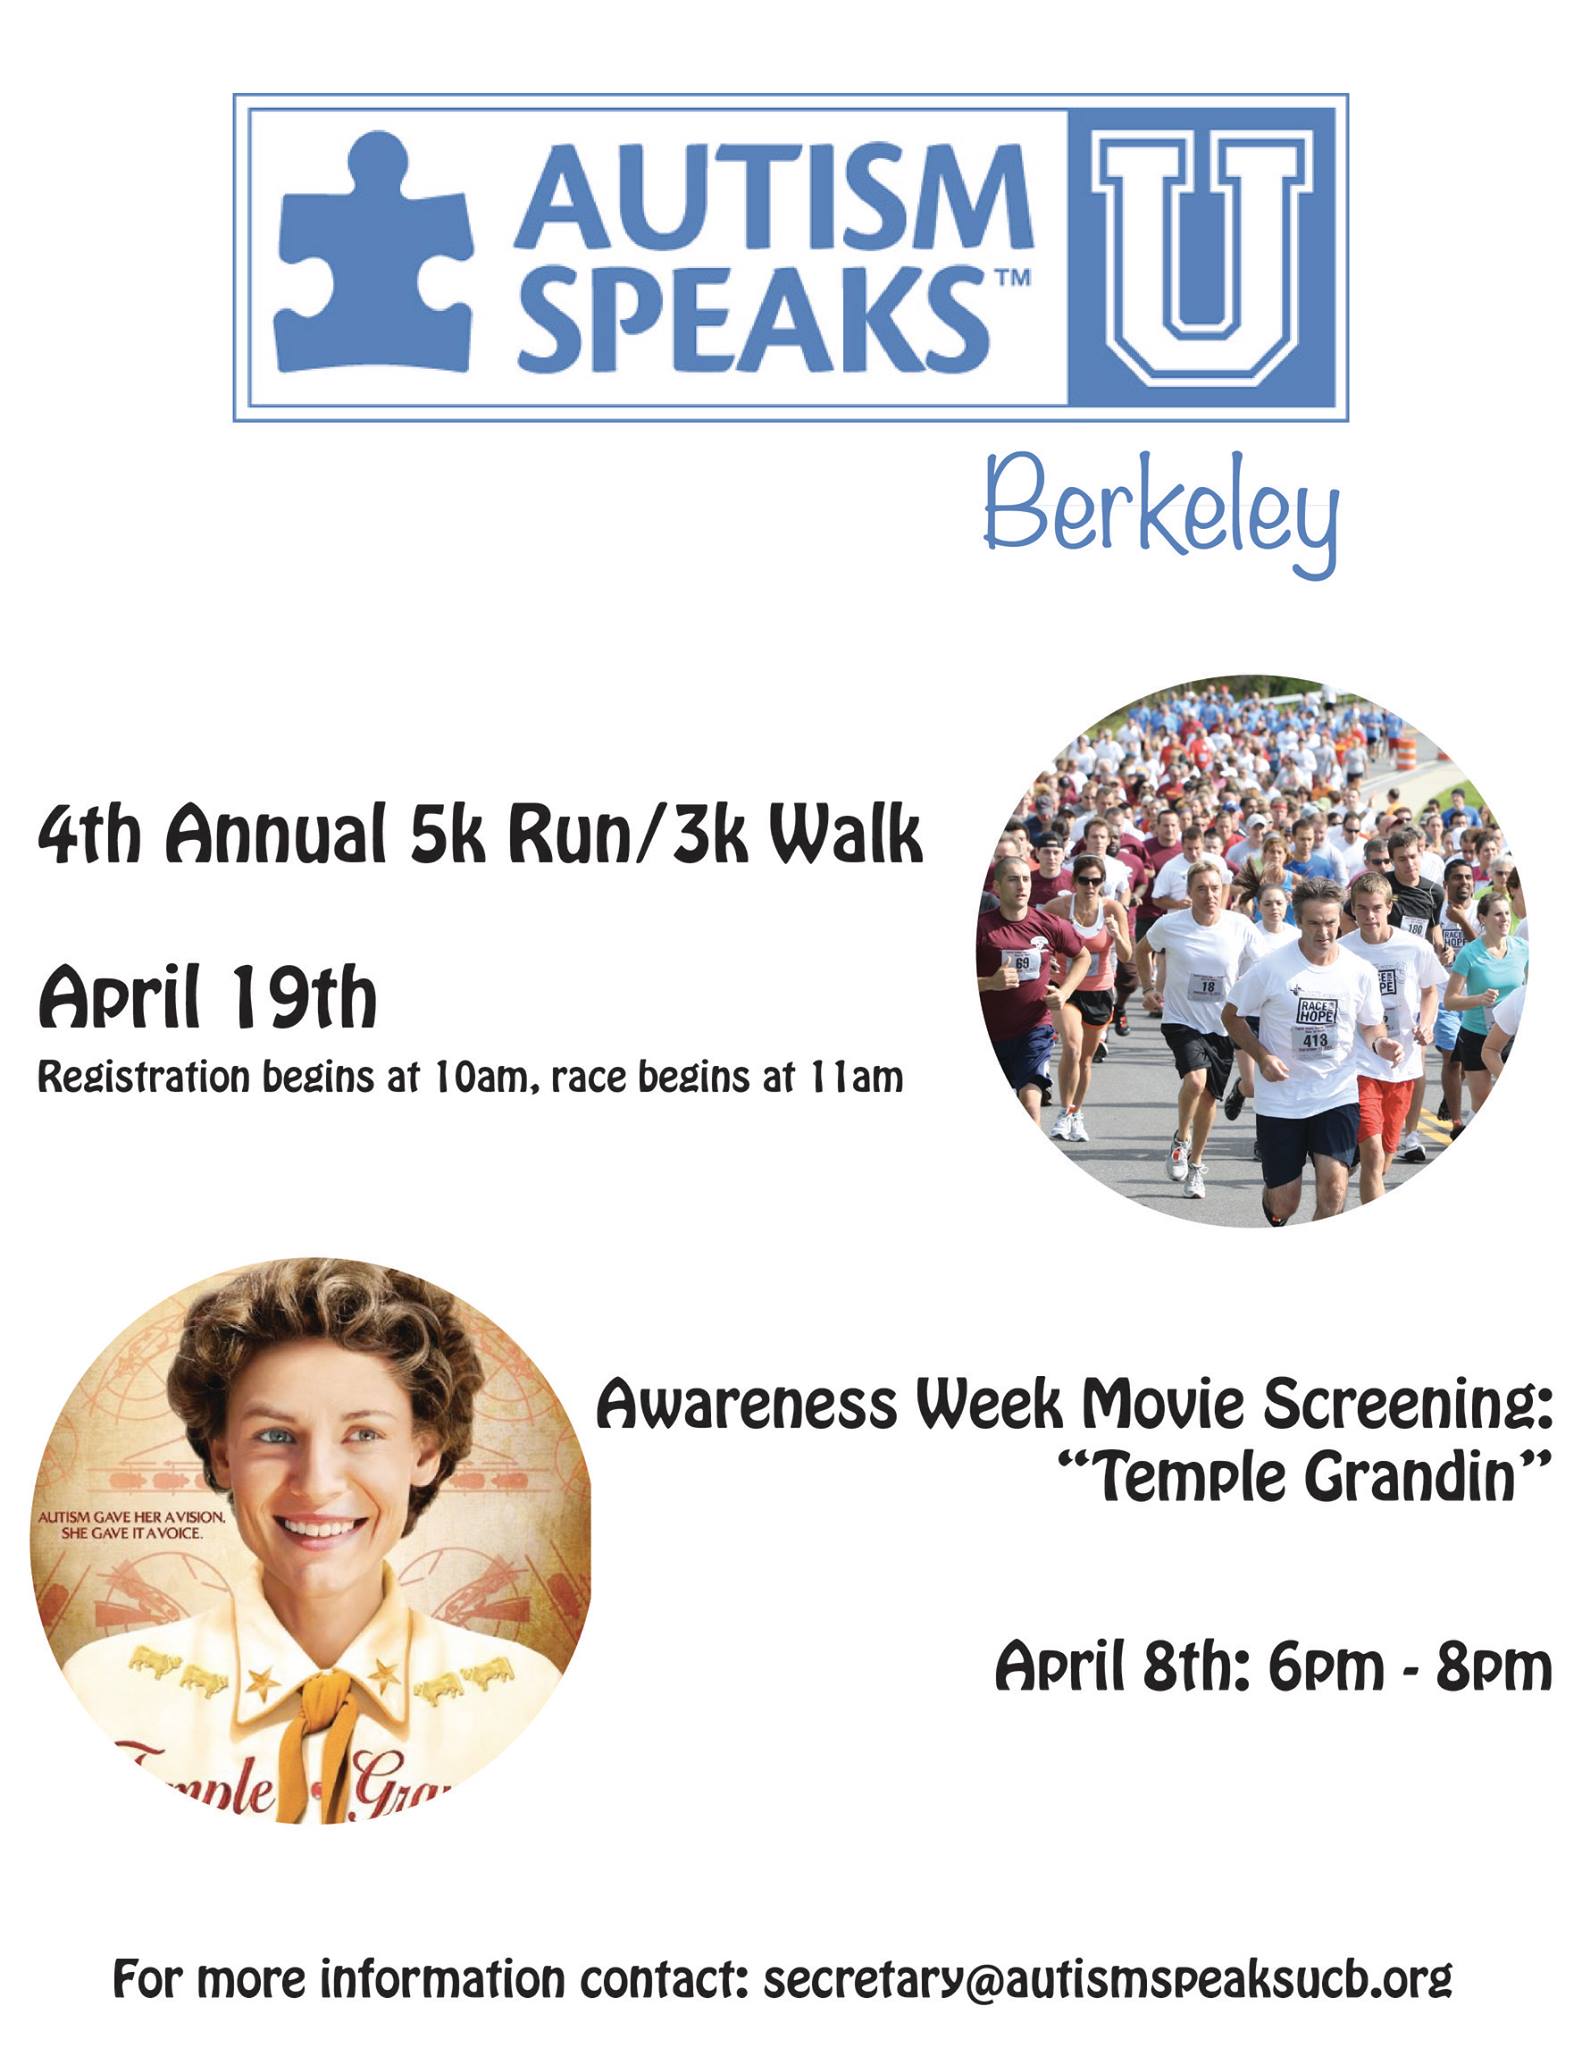 AUTISM
SPEAKS™
U
Berkeley
4th Annual 5k Run/3k Walk
April 19th
Registration begins at 10am, race begins at 11am
69
18
RACE
HOPE
413
180
RACE
HOPE
AUTISM GAVE HER A VISION.
SHE GAVE IT A VOICE.
Awareness Week Movie Screening:
“Temple Grandin”
April 8th: 6pm - 8pm
For more information contact: secretary@autismspeaksucb.org